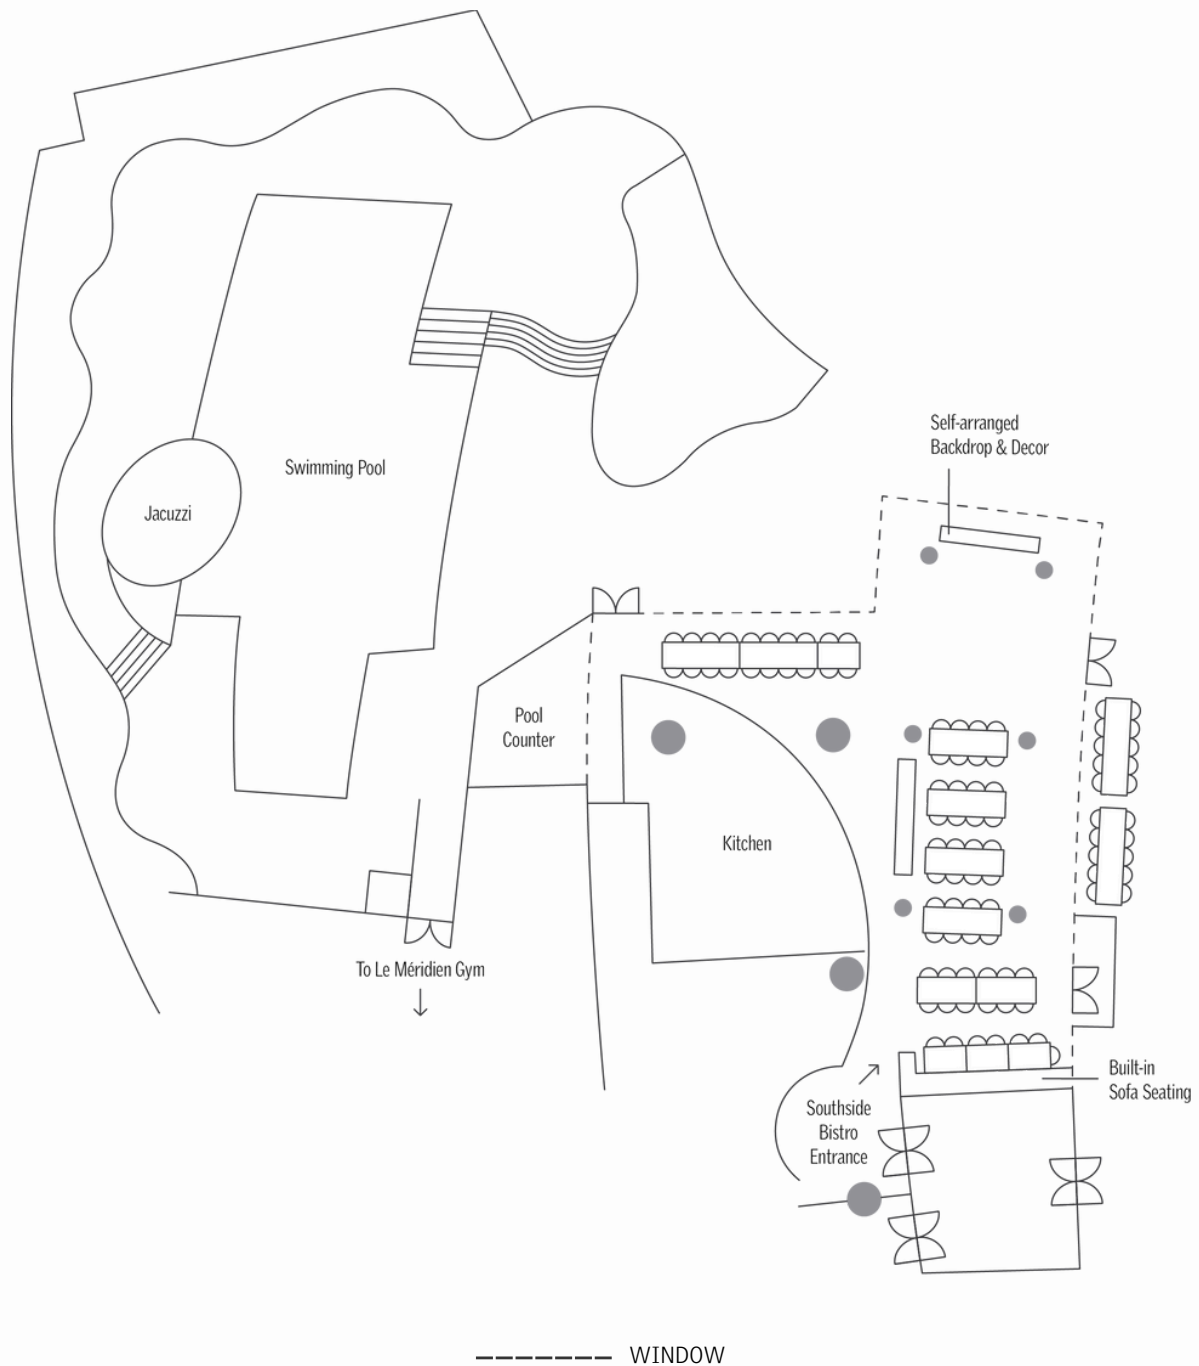 Self-arranged
Backdrop & Decor
Swimming Pool
Jacuzzi
Pool
Counter
Kitchen
To Le Méridien Gym
Built-in
Sofa Seating
Southside
Bistro
Entrance
WINDOW